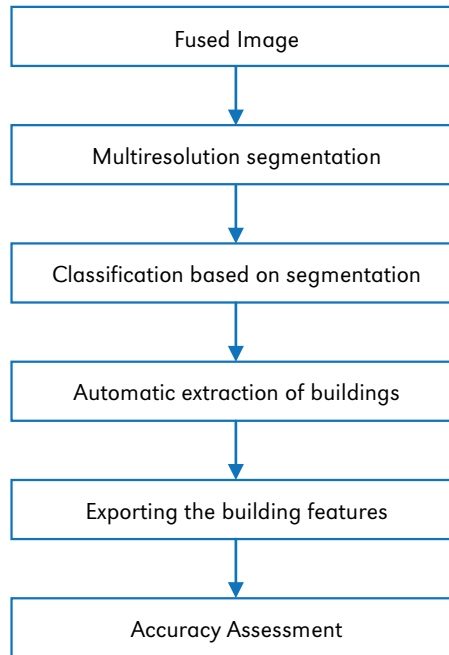 Fused Image
Multiresolution segmentation
Classification based on segmentation
Automatic extraction of buildings
Exporting the building features
Accuracy Assessment